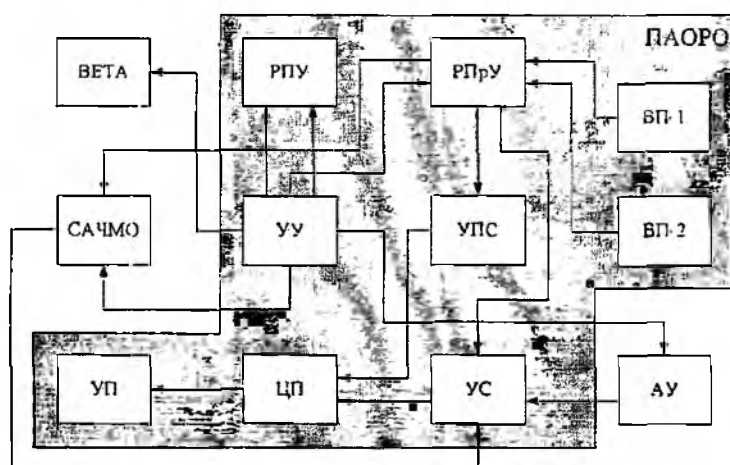 ПАОРО
ВЕТА
РПУ
РПрУ
ВП-1
САЧМО
УУ
УПС
ВП-2
УП
ЦП
УС
АУ